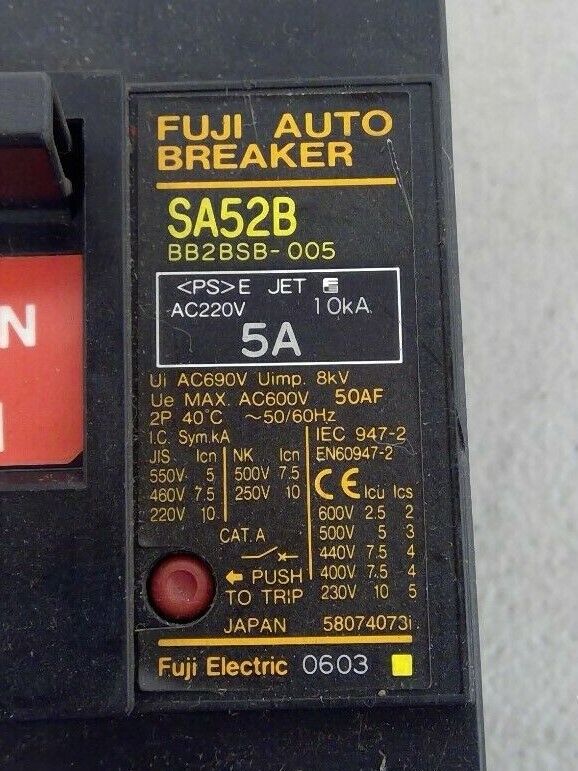 FUJI AUTO
BREAKER
SA52B
BB2BSB-005
<PS>E JET
AC220V 10kA
5A
Ui AC690V Uimp. 8kV
Ue MAX. AC600V 50AF
2P 40°C ~50/60Hz
I.C. Sym.kA
JIS Icn
550V 5
460V 7.5
220V 10
NK Icn
500V 7.5
250V 10
IEC 947-2
EN60947-2
CE Icu Ics
600V 2.5 2
500V 5 3
440V 7.5 4
400V 7.5 4
230V 10 5
CAT. A
← PUSH
TO TRIP
JAPAN 58074073i
Fuji Electric 0603
N